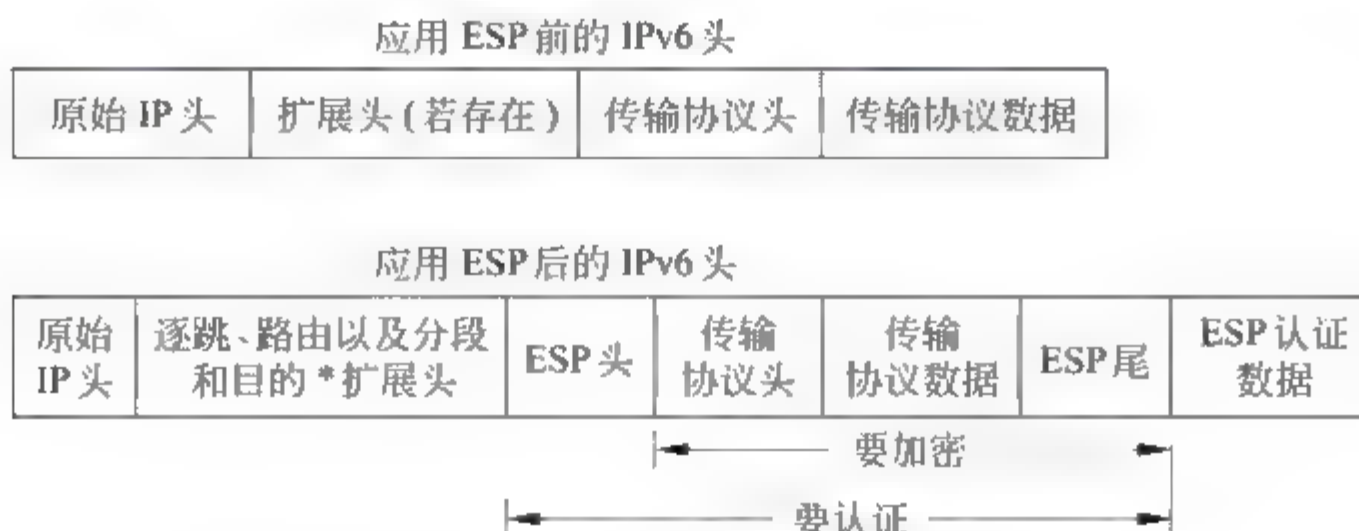 应用 ESP 前的 IPv6 头
原始 IP 头 扩展头(若存在) 传输协议头 传输协议数据
应用 ESP 后的 IPv6 头
原始 IP 头
逐跳、路由以及分段和目的*扩展头
ESP 头
传输协议头
传输协议数据
ESP 尾
ESP 认证数据
要加密
要认证